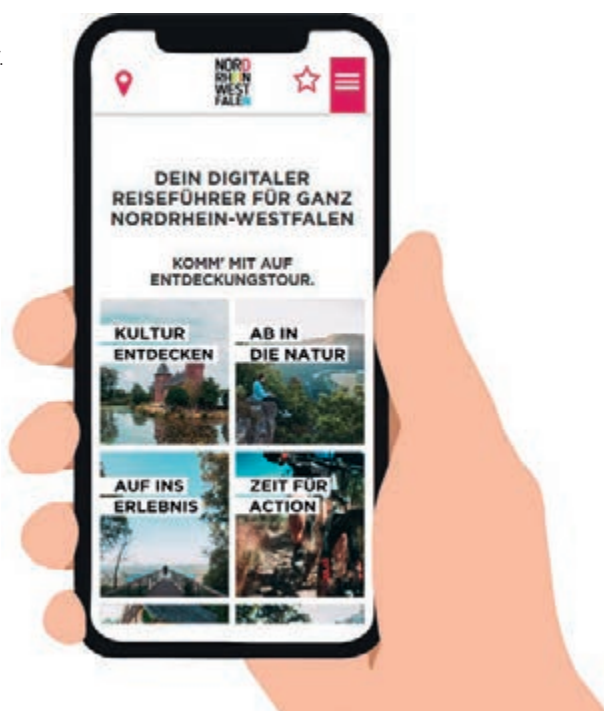 NORD
RHEIN
WEST
FALEN
DEIN DIGITALER
REISEFÜHRER FÜR GANZ
NORDRHEIN-WESTFALEN
KOMM' MIT AUF
ENTDECKUNGSTOUR.
KULTUR
ENTDECKEN
AB IN
DIE NATUR
AUF INS
ERLEBNIS
ZEIT FÜR
ACTION